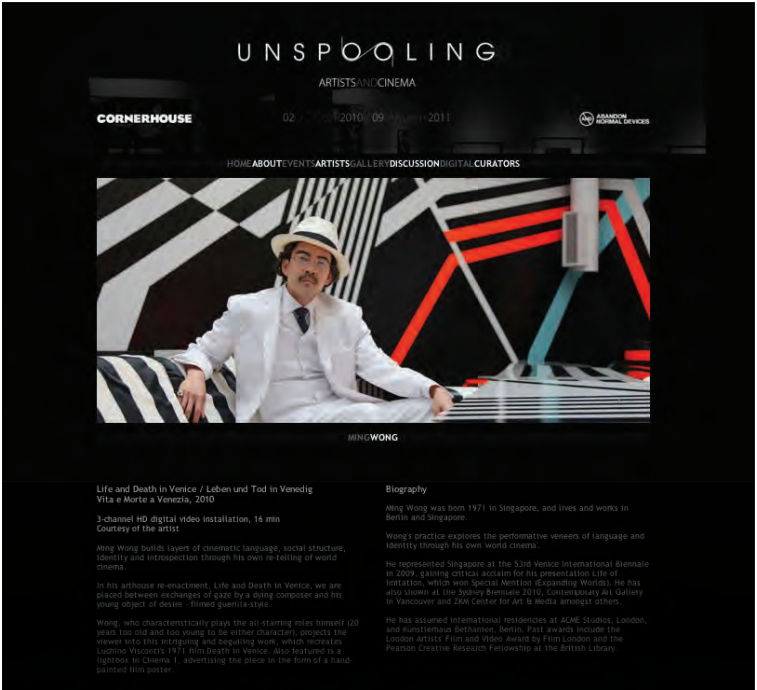 UNSPOOLING
ARTISTSANDCINEMA
CORNERHOUSE
02 2010 09 2011
AND ABANDON
NORMAL DEVICES
HOMEABOUTEVENTSARTISTSGALLERYDISCUSSIONDIGITALCURATORS
MINGWONG
Life and Death in Venice / Leben und Tod in Venedig
Vita e Morte a Venezia, 2010
3-channel HD digital video installation, 16 min
Courtesy of the artist
Ming Wong builds layers of cinematic language, social structure,
identity and introspection through his own re-telling of world
cinema.
In his arthouse re-enactment, Life and Death in Venice, we are
placed between exchanges of gaze by a dying composer and his
young object of desire - filmed guerilla-style.
Wong, who characteristically plays the all-starring roles himself (20
years too old and too young to be either character), projects the
viewer into this intriguing and beguiling work, which recreates
Luchino Visconti's 1971 film Death in Venice. Also featured is a
lightbox in Cinema 1, advertising the piece in the form of a hand-
painted film poster.
Biography
Ming Wong was born 1971 in Singapore, and lives and works in
Berlin and Singapore.
Wong's practice explores the performative veneers of language and
identity through his own 'world cinema'.
He represented Singapore at the 53rd Venice International Biennale
in 2009, gaining critical acclaim for his presentation Life of
Imitation, which won Special Mention (Expanding Worlds). He has
also shown at the Sydney Biennale 2010, Contemporary Art Gallery
in Vancouver and ZKM Center for Art & Media amongst others.
He has assumed international residencies at ACME Studios, London,
and Kunstlerhaus Bethanien, Berlin. Past awards include the
London Artists' Film and Video Award by Film London and the
Pearson Creative Research Fellowship at the British Library.